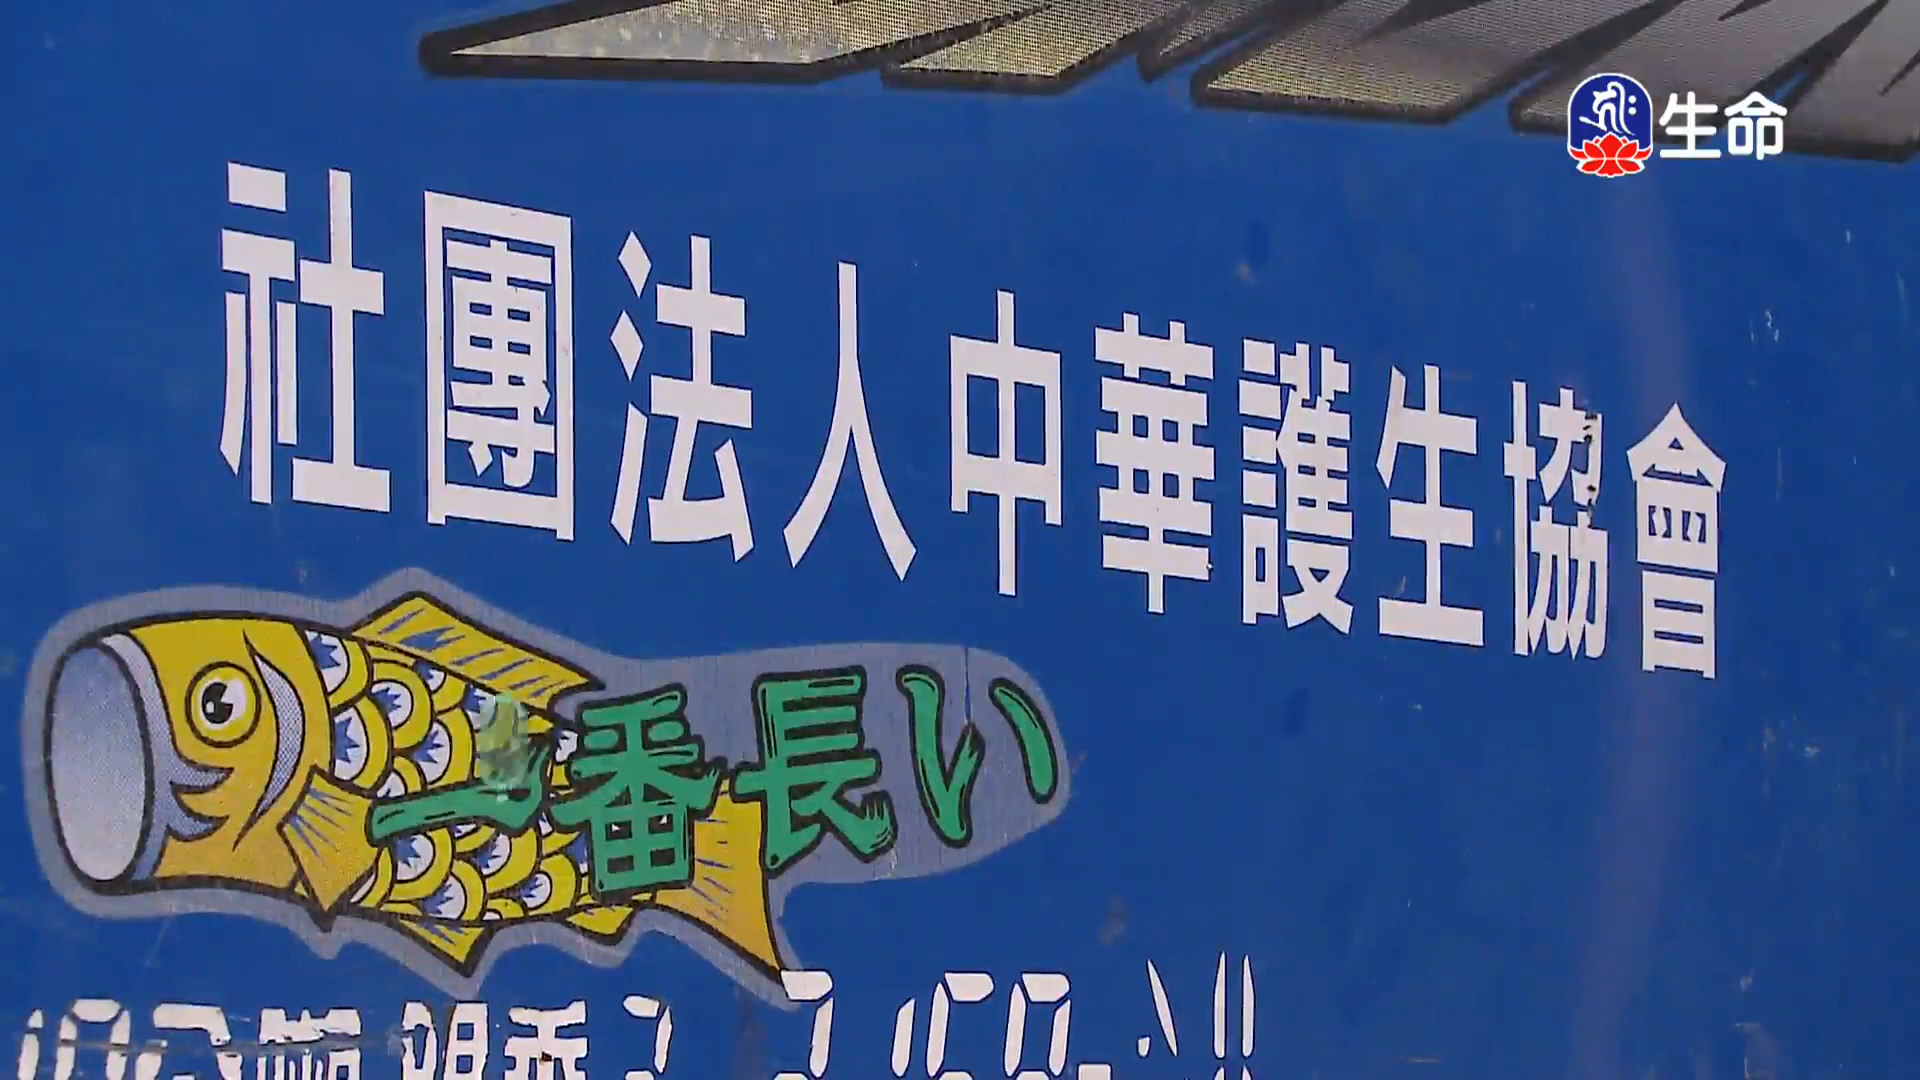 生命
社團法人中華護生協會
一番長い